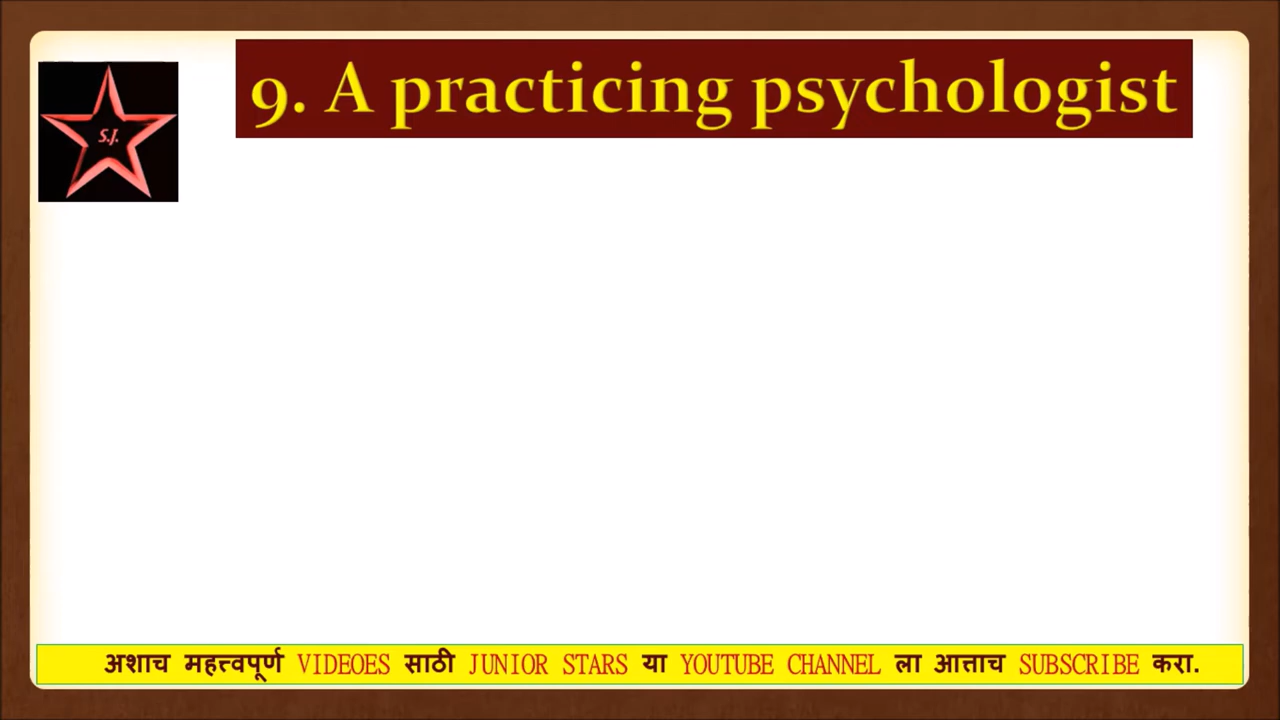 9. A practicing psychologist
S.J.
अशाच महत्त्वपूर्ण VIDEOES साठी JUNIOR STARS या YOUTUBE CHANNEL ला आत्ताच SUBSCRIBE करा.